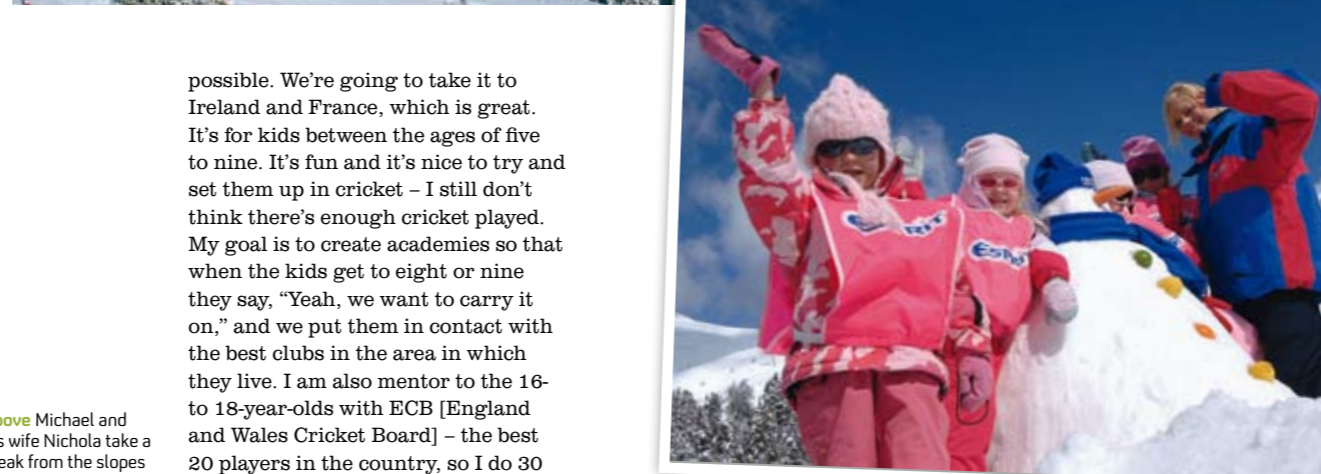 possible. We're going to take it to
Ireland and France, which is great.
It's for kids between the ages of five
to nine. It's fun and it's nice to try and
set them up in cricket – I still don't
think there's enough cricket played.
My goal is to create academies so that
when the kids get to eight or nine
they say, “Yeah, we want to carry it
on,” and we put them in contact with
the best clubs in the area in which
they live. I am also mentor to the 16-
to 18-year-olds with ECB [England
and Wales Cricket Board] – the best
20 players in the country, so I do 30
Michael and
wife Nichola take a
from the slopes